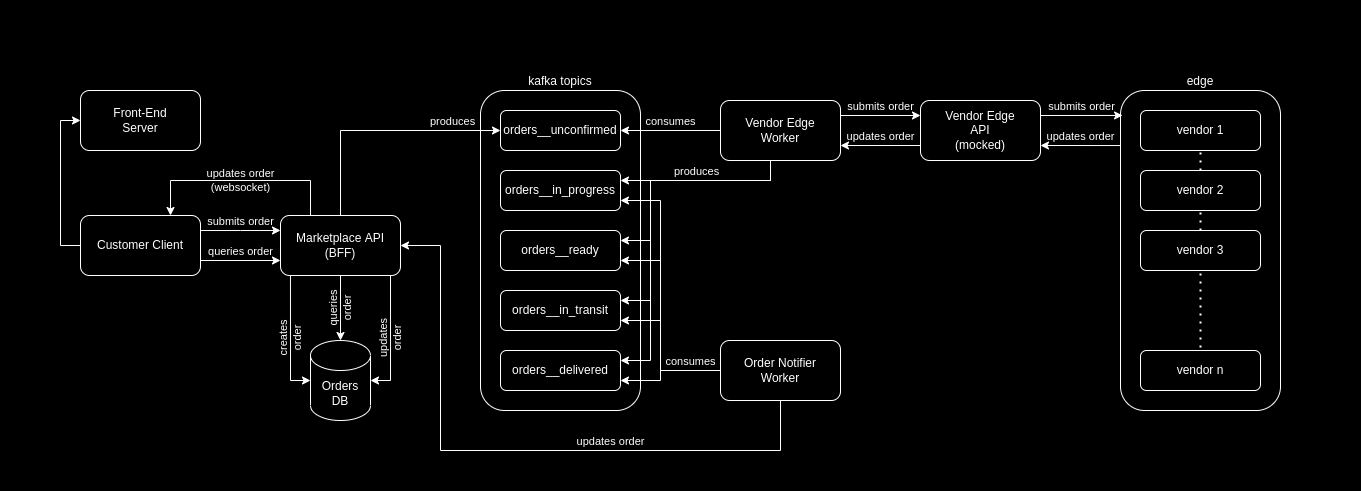 kafka topics
edge
Front-End
Server
produces
orders__unconfirmed
consumes
Vendor Edge
Worker
submits order
updates order
Vendor Edge
API
(mocked)
submits order
updates order
vendor 1
updates order
(websocket)
produces
orders__in_progress
vendor 2
Customer Client
submits order
queries order
Marketplace API
(BFF)
orders__ready
vendor 3
creates
order
queries
order
updates
order
orders__in_transit
Orders
DB
orders__delivered
consumes
Order Notifier
Worker
vendor n
updates order